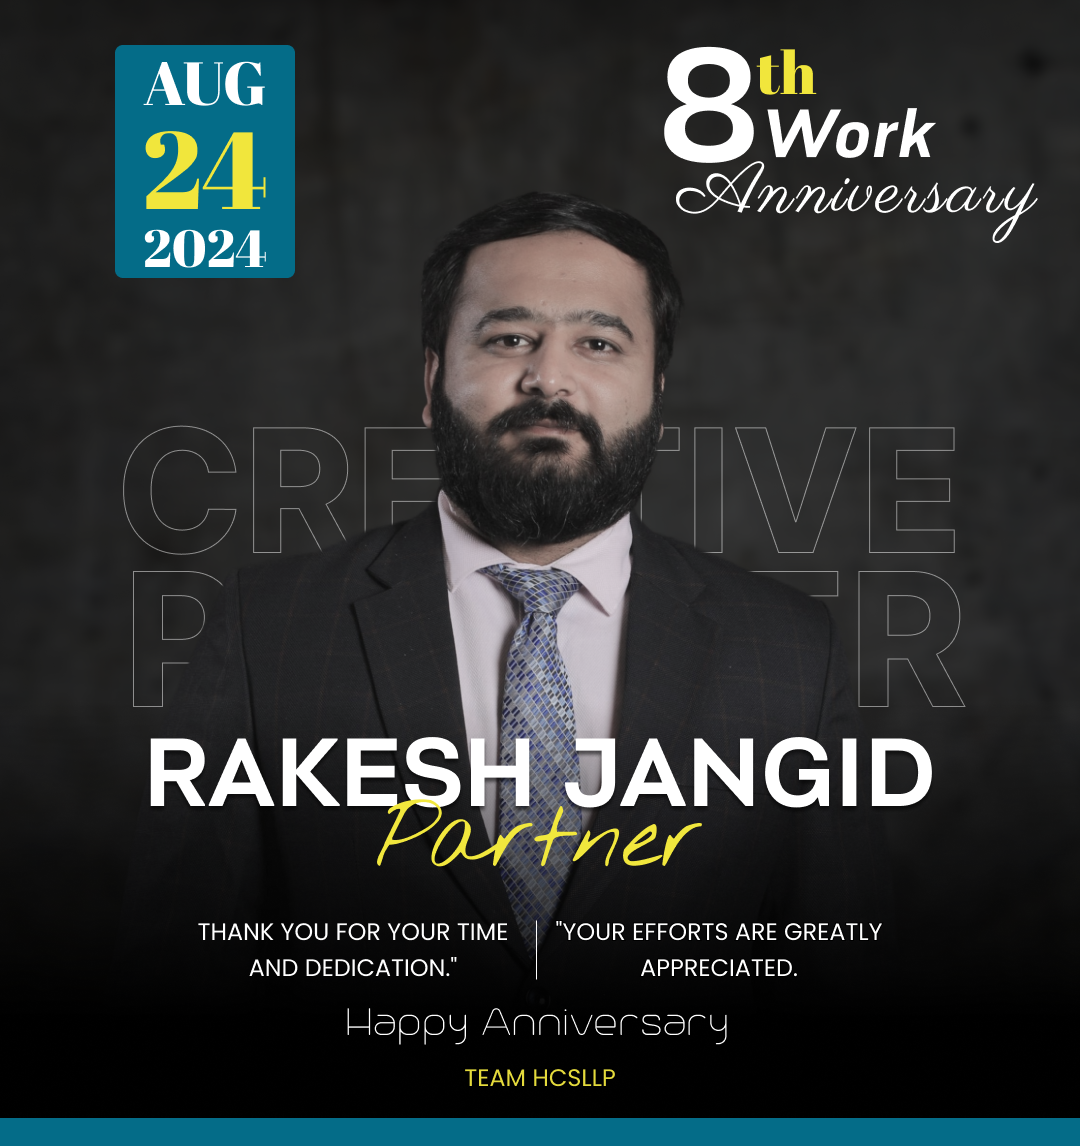 AUG
24
2024
8th
Work
Anniversary
RAKESH JANGID
Partner
THANK YOU FOR YOUR TIME
AND DEDICATION."
"YOUR EFFORTS ARE GREATLY
APPRECIATED.
Happy Anniversary
TEAM HCSLLP